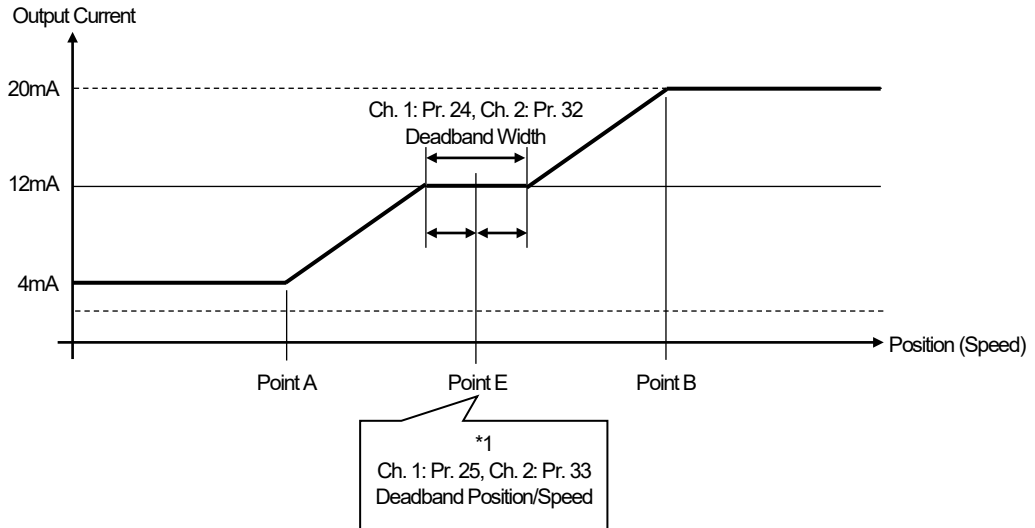 Output Current
20mA
Ch. 1: Pr. 24, Ch. 2: Pr. 32
Deadband Width
12mA
4mA
Position (Speed)
Point A
Point E
Point B
*1
Ch. 1: Pr. 25, Ch. 2: Pr. 33
Deadband Position/Speed